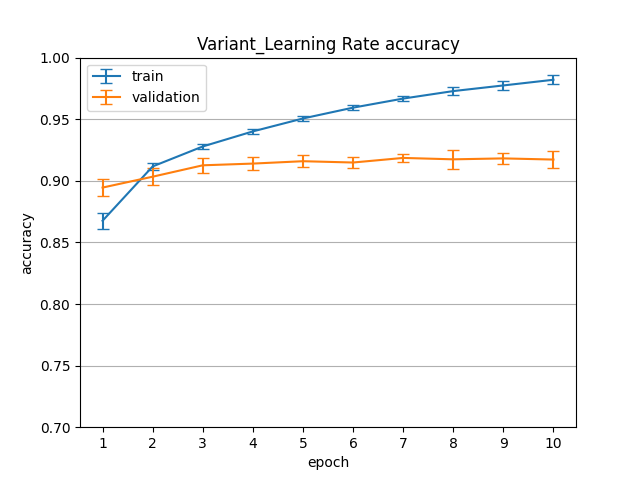 Variant_Learning Rate accuracy
train
validation
1.00
0.95
0.90
0.85
0.80
0.75
0.70
accuracy
1 2 3 4 5 6 7 8 9 10
epoch